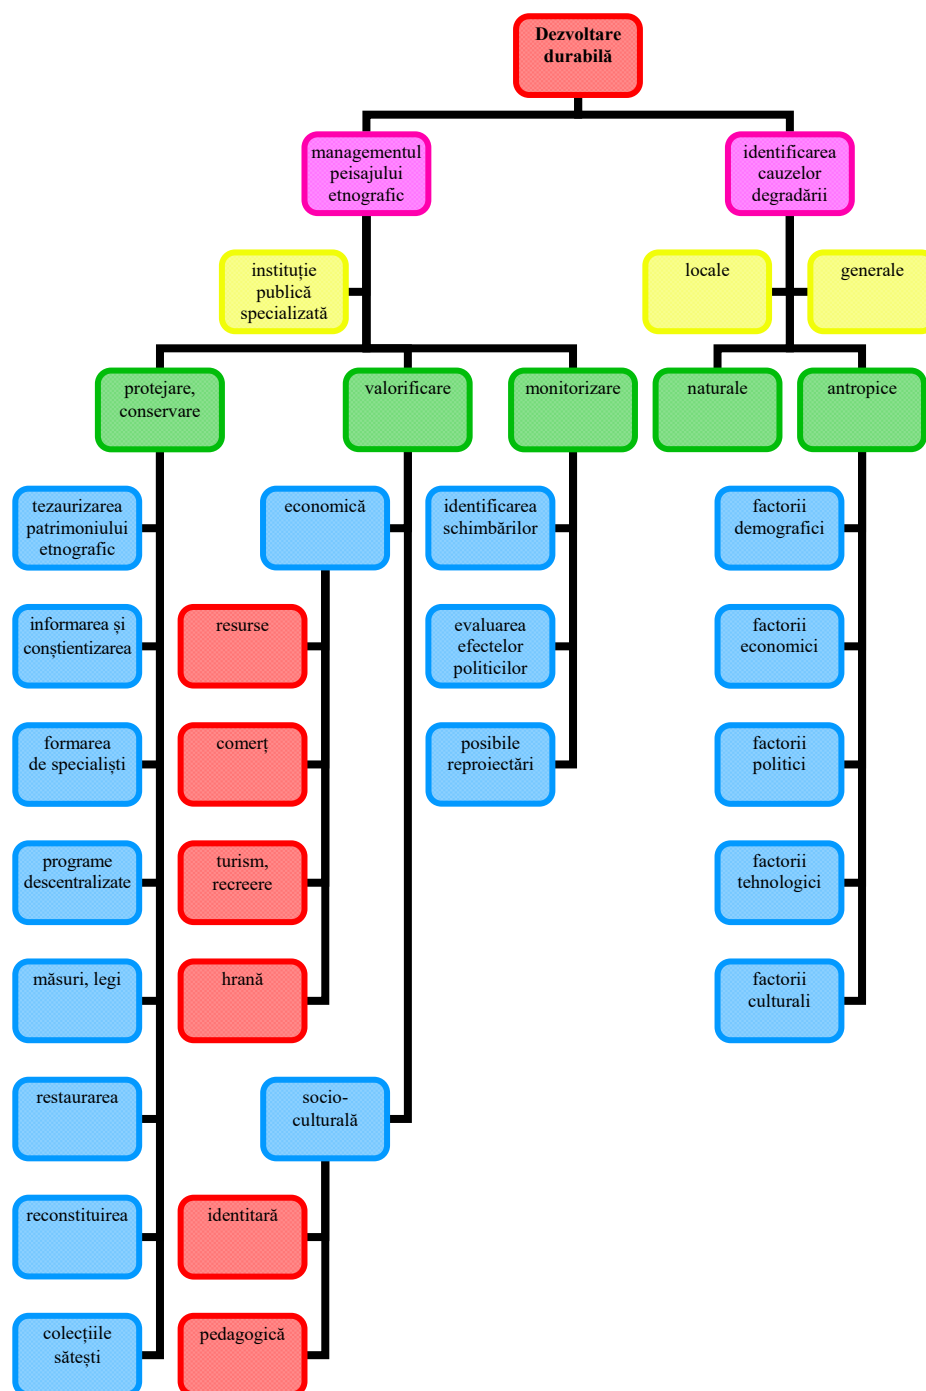 Dezvoltare
durabilă
managementul
peisajului
etnografic
identificarea
cauzelor
degradării
instituție
publică
specializată
locale
generale
protejare,
conservare
valorificare
monitorizare
naturale
antropice
tezaurizarea
patrimoniului
etnografic
economică
identificarea
schimbărilor
factorii
demografici
informarea și
conștientizarea
resurse
evaluarea
efectelor
politicilor
factorii
economici
formarea
de specialiști
comerț
posibile
reproiectări
factorii
politici
programe
descentralizate
turism,
recreere
factorii
tehnologici
măsuri, legi
hrană
factorii
culturali
restaurarea
socio-
culturală
reconstituirea
identitară
colecțiile
sătești
pedagogică